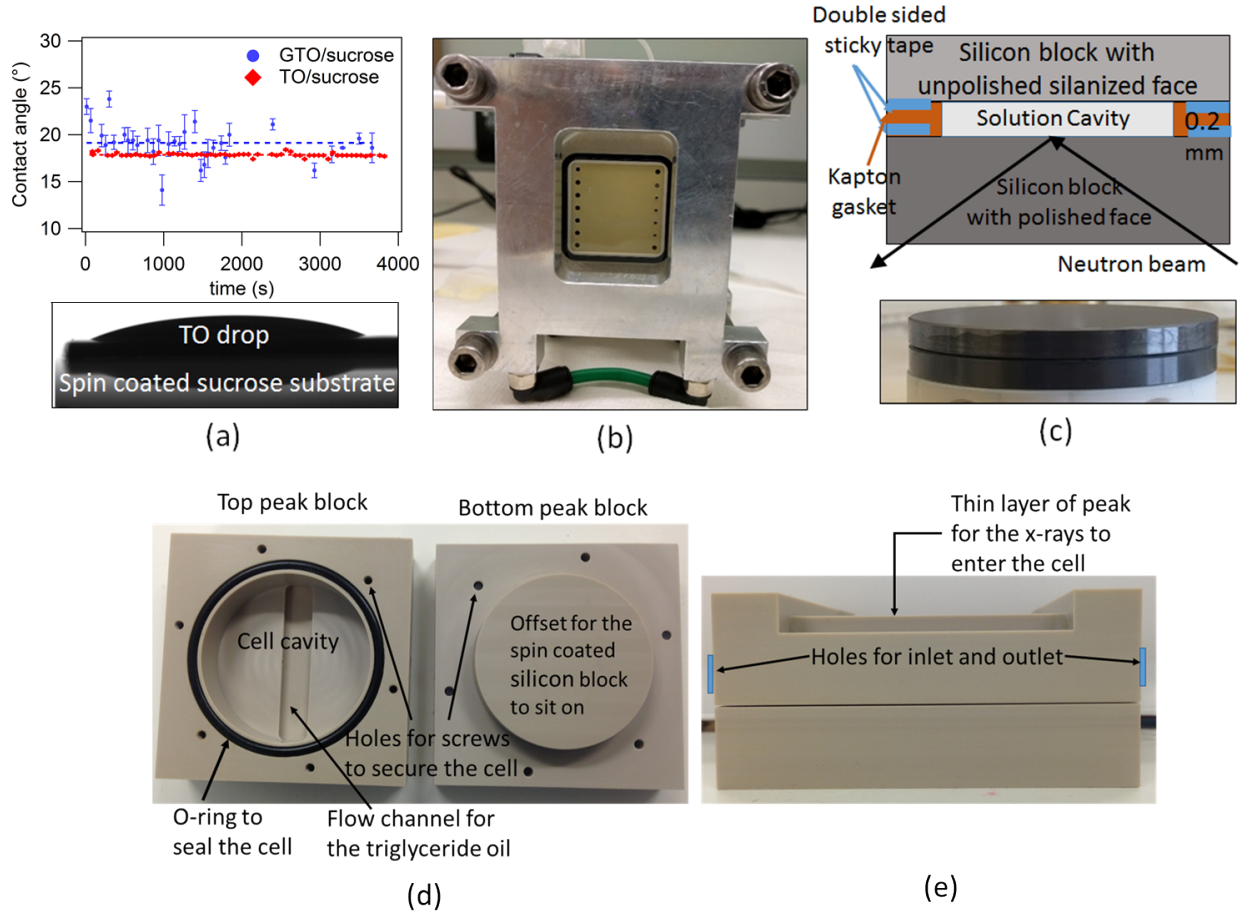 30
25
20
15
10
Contact angle (°)
GTO/sucrose
TO/sucrose
0
1000
2000
3000
4000
time (s)
TO drop
Spin coated sucrose substrate
(a)
(b)
Double sided
sticky tape
Silicon block with
unpolished silanized face
Solution Cavity
0.2
mm
Kapton
gasket
Silicon block
with polished face
Neutron beam
(c)
Top peak block
Bottom peak block
Cell cavity
Offset for the
spin coated
silicon block
to sit on
Holes for screws
to secure the cell
O-ring to
seal the cell
Flow channel for
the triglyceride oil
(d)
Thin layer of peak
for the x-rays to
enter the cell
Holes for inlet and outlet
(e)